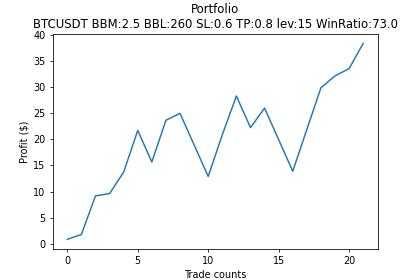 Portfolio
BTCUSDT BBM:2.5 BBL:260 SL:0.6 TP:0.8 lev:15 WinRatio:73.0
40
35
30
25
20
15
10
5
0
Profit ($)
0 5 10 15 20
Trade counts